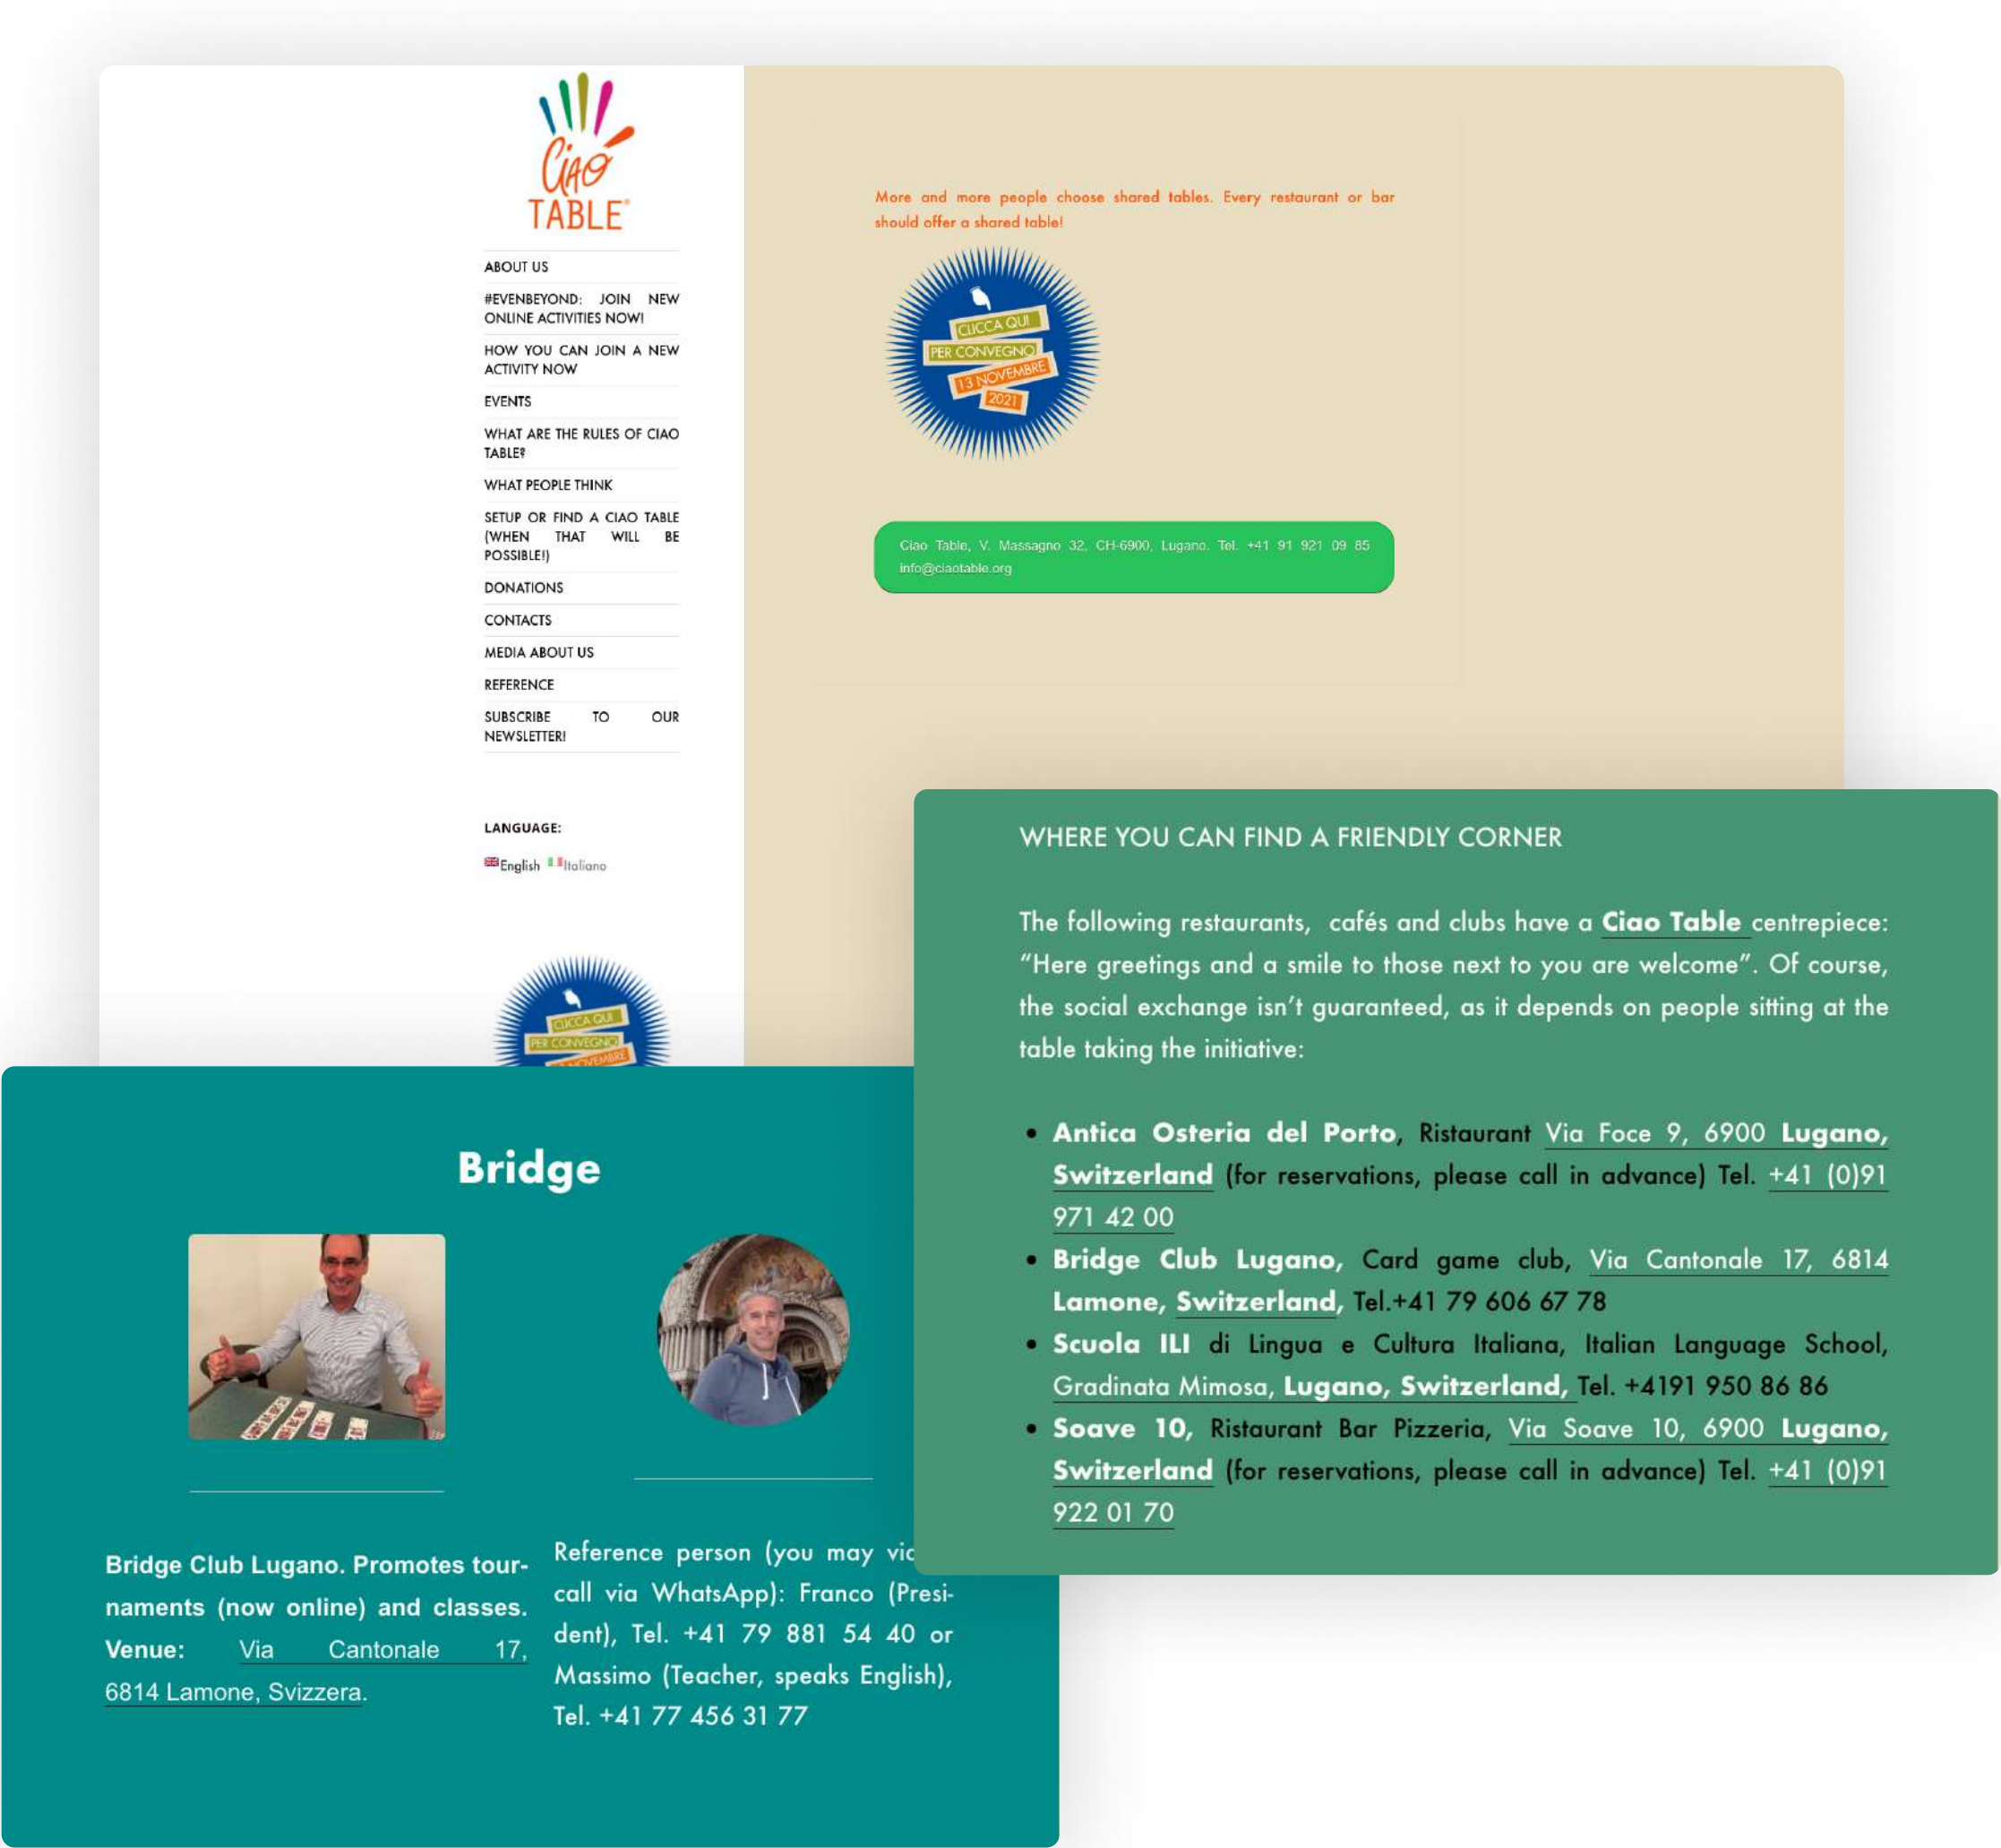 CIAO
TABLE®
ABOUT US
#EVENBEYOND: JOIN NEW
ONLINE ACTIVITIES NOW!
HOW YOU CAN JOIN A NEW
ACTIVITY NOW
EVENTS
WHAT ARE THE RULES OF CIAO
TABLE?
WHAT PEOPLE THINK
SETUP OR FIND A CIAO TABLE
(WHEN THAT WILL BE
POSSIBLE!)
DONATIONS
CONTACTS
MEDIA ABOUT US
REFERENCE
SUBSCRIBE TO OUR
NEWSLETTER!
LANGUAGE:
English Italiano
CLICCA QUI
PER CONVEGNO
13 NOVEMBRE
More and more people choose shared tables. Every restaurant or bar
should offer a shared table!
CLICCA QUI
PER CONVEGNO
13 NOVEMBRE
2021
Ciao Table, V. Massagno 32, CH-6900, Lugano. Tel. +41 91 921 09 85
info@ciaotable.org
WHERE YOU CAN FIND A FRIENDLY CORNER
The following restaurants, cafés and clubs have a Ciao Table centrepiece:
“Here greetings and a smile to those next to you are welcome”. Of course,
the social exchange isn’t guaranteed, as it depends on people sitting at the
table taking the initiative:
• Antica Osteria del Porto, Ristaurant Via Foce 9, 6900 Lugano,
Switzerland (for reservations, please call in advance) Tel. +41 (0)91
971 42 00
• Bridge Club Lugano, Card game club, Via Cantonale 17, 6814
Lamone, Switzerland, Tel.+41 79 606 67 78
• Scuola ILI di Lingua e Cultura Italiana, Italian Language School,
Gradinata Mimosa, Lugano, Switzerland, Tel. +4191 950 86 86
• Soave 10, Ristaurant Bar Pizzeria, Via Soave 10, 6900 Lugano,
Switzerland (for reservations, please call in advance) Tel. +41 (0)91
922 01 70
Bridge
Bridge Club Lugano. Promotes tour-
naments (now online) and classes.
Venue: Via Cantonale 17,
6814 Lamone, Svizzera.
Reference person (you may
call via WhatsApp): Franco (Presi-
dent), Tel. +41 79 881 54 40 or
Massimo (Teacher, speaks English),
Tel. +41 77 456 31 77